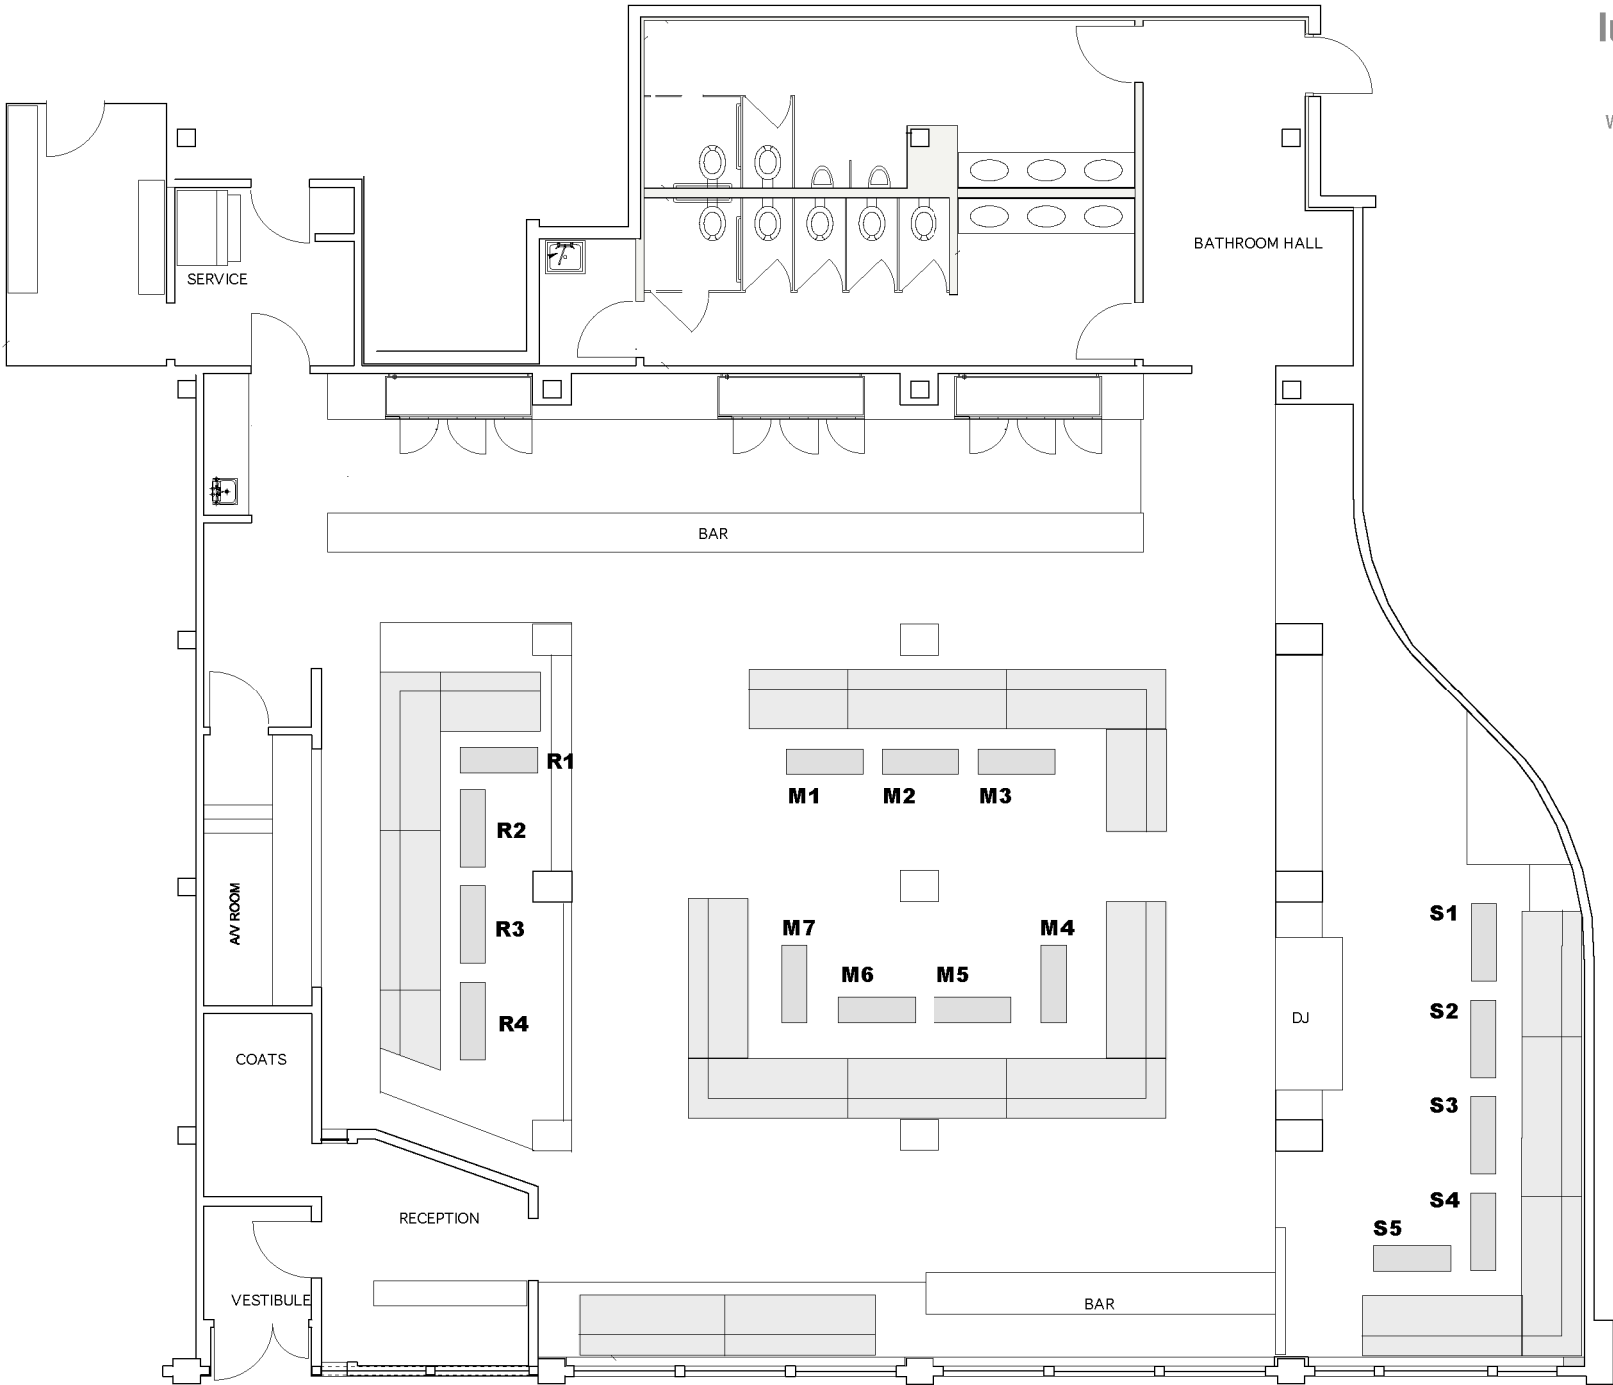 BATHROOM HALL
SERVICE
BAR
R1
M1
M2
M3
R2
A/V ROOM
S1
R3
M7
M4
M6
M5
S2
R4
DJ
COATS
S3
S4
RECEPTION
S5
VESTIBULE
BAR